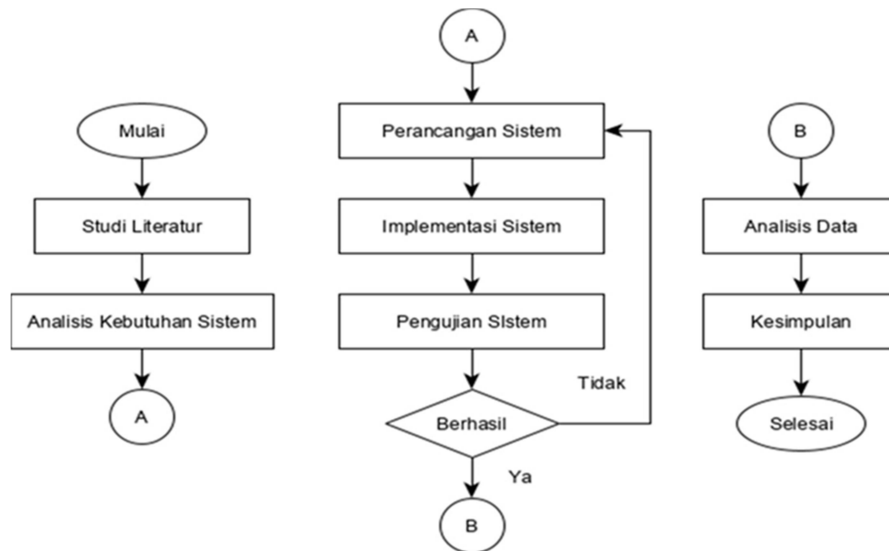 Mulai
Studi Literatur
Analisis Kebutuhan Sistem
A
A
Perancangan Sistem
Implementasi Sistem
Pengujian SIstem
Berhasil
Tidak
Ya
B
B
Analisis Data
Kesimpulan
Selesai